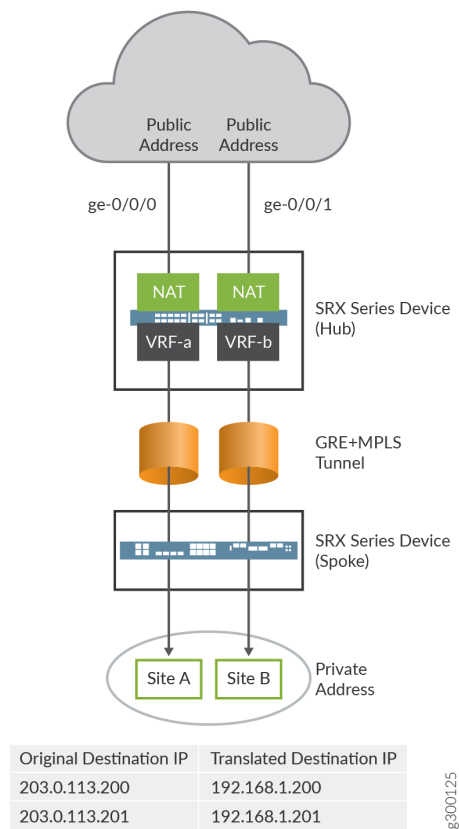 Public Address
Public Address
ge-0/0/0
ge-0/0/1
NAT
NAT
SRX Series Device
(Hub)
VRF-a
VRF-b
GRE+MPLS
Tunnel
SRX Series Device
(Spoke)
Site A
Site B
Private
Address
Original Destination IP Translated Destination IP
203.0.113.200 192.168.1.200
203.0.113.201 192.168.1.201
g300125